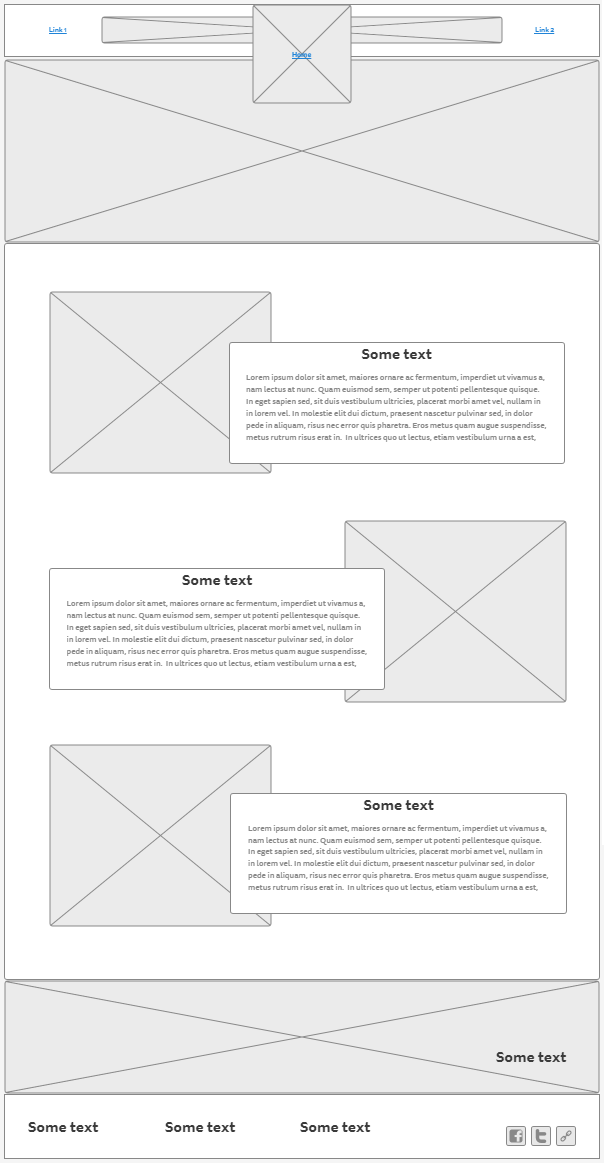 Link 1
Home
Link 2
Some text
Lorem ipsum dolor sit amet, maiores ornare ac fermentum, imperdiet ut vivamus a,
nam lectus at nunc. Quam euismod sem, semper ut potenti pellentesque quisque.
In eget sapien sed, sit duis vestibulum ultricies, placerat morbi amet vel, nullam in
in lorem vel. In molestie elit dui dictum, praesent nascetur pulvinar sed, in dolor
pede in aliquam, risus nec error quis pharetra. Eros metus quam augue suspendisse,
metus rutrum risus erat in. In ultrices quo ut lectus, etiam vestibulum urna a est,
Some text
Lorem ipsum dolor sit amet, maiores ornare ac fermentum, imperdiet ut vivamus a,
nam lectus at nunc. Quam euismod sem, semper ut potenti pellentesque quisque.
In eget sapien sed, sit duis vestibulum ultricies, placerat morbi amet vel, nullam in
in lorem vel. In molestie elit dui dictum, praesent nascetur pulvinar sed, in dolor
pede in aliquam, risus nec error quis pharetra. Eros metus quam augue suspendisse,
metus rutrum risus erat in. In ultrices quo ut lectus, etiam vestibulum urna a est,
Some text
Lorem ipsum dolor sit amet, maiores ornare ac fermentum, imperdiet ut vivamus a,
nam lectus at nunc. Quam euismod sem, semper ut potenti pellentesque quisque.
In eget sapien sed, sit duis vestibulum ultricies, placerat morbi amet vel, nullam in
in lorem vel. In molestie elit dui dictum, praesent nascetur pulvinar sed, in dolor
pede in aliquam, risus nec error quis pharetra. Eros metus quam augue suspendisse,
metus rutrum risus erat in. In ultrices quo ut lectus, etiam vestibulum urna a est,
Some text
Some text
Some text
Some text